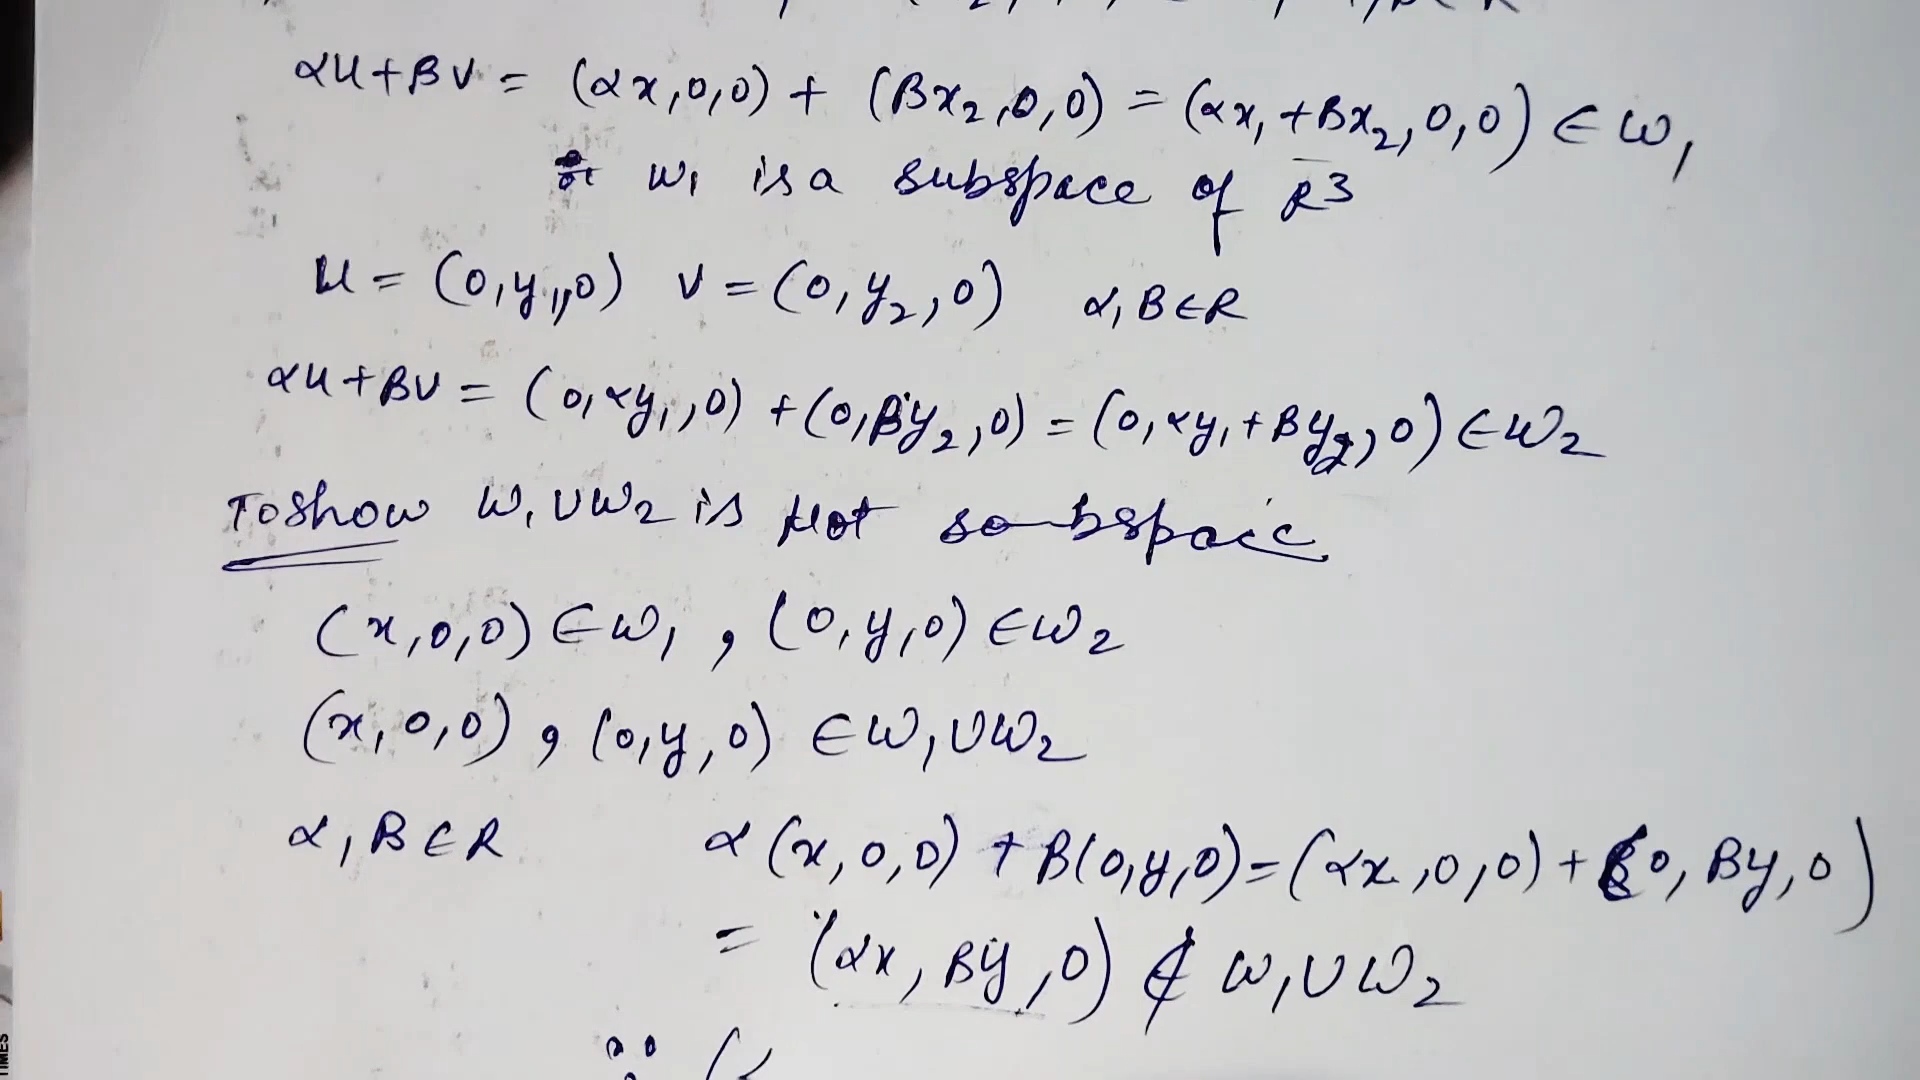 αu+βv = (αx,0,0) + (βx₂,0,0) = (αx₁+βx₂,0,0) ∈ W₁
W₁ is a subspace of R3
u = (0,y₁,0) v = (0,y₂,0) α,β∈R
αu+βv = (0,αy₁,0) + (0,βy₂,0) = (0,αy₁+βy₂,0) ∈ W₂
To show W₁∪W₂ is Not
(x,0,0) ∈ W₁ , (0,y,0) ∈ W₂
(x,0,0) , (0,y,0) ∈ W₁∪W₂
α,β∈R α(x,0,0) + β(0,y,0) = (αx,0,0) + (0,βy,0)
= (αx,βy,0) ∉ W₁∪W₂
TIMES